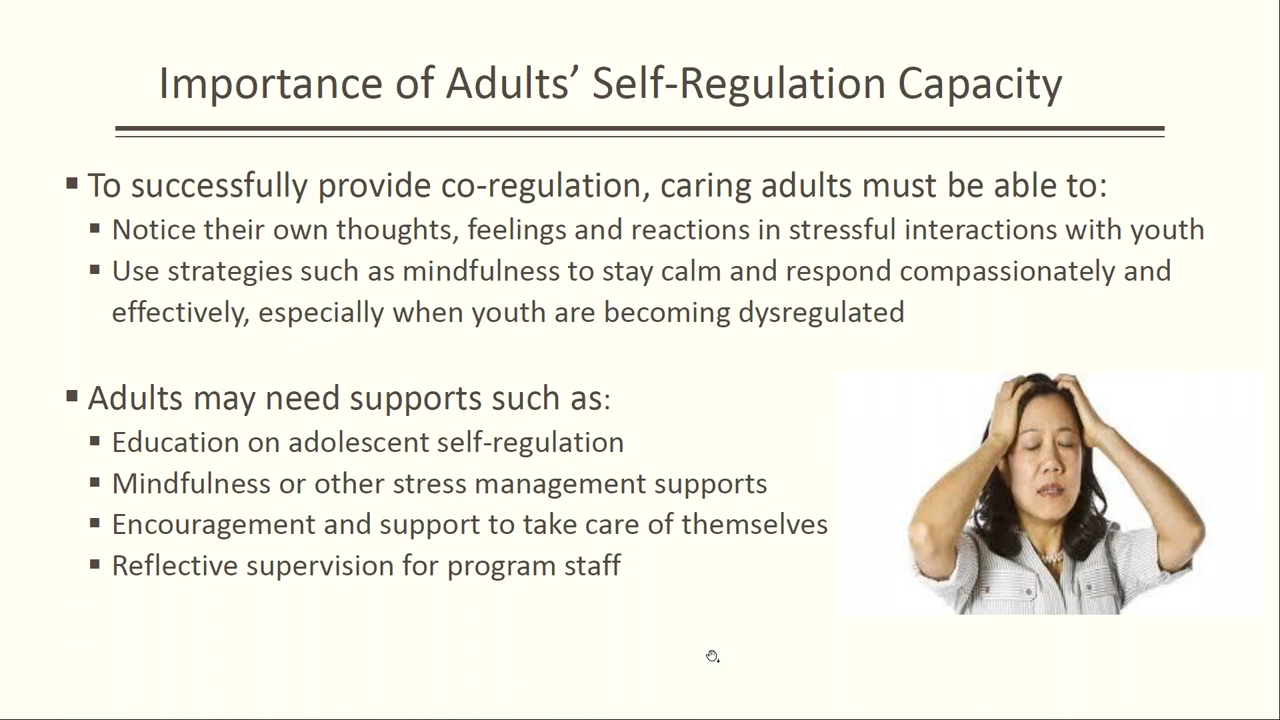 Importance of Adults’ Self-Regulation Capacity
▪ To successfully provide co-regulation, caring adults must be able to:
▪ Notice their own thoughts, feelings and reactions in stressful interactions with youth
▪ Use strategies such as mindfulness to stay calm and respond compassionately and
effectively, especially when youth are becoming dysregulated
▪ Adults may need supports such as:
▪ Education on adolescent self-regulation
▪ Mindfulness or other stress management supports
▪ Encouragement and support to take care of themselves
▪ Reflective supervision for program staff